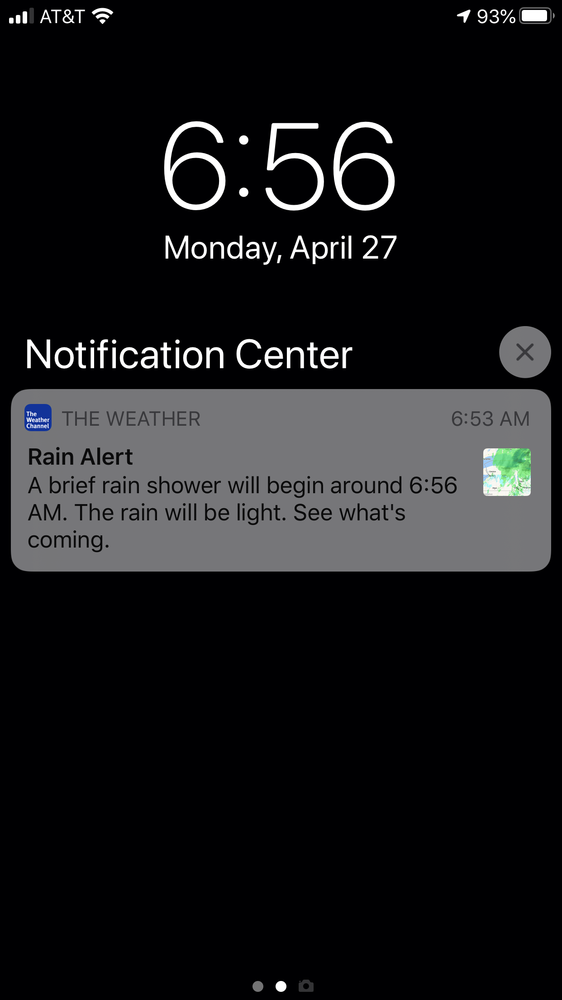 AT&T 93%
6:56
Monday, April 27
Notification Center
The
Weather
Channel
THE WEATHER 6:53 AM
Rain Alert
A brief rain shower will begin around 6:56
AM. The rain will be light. See what's
coming.